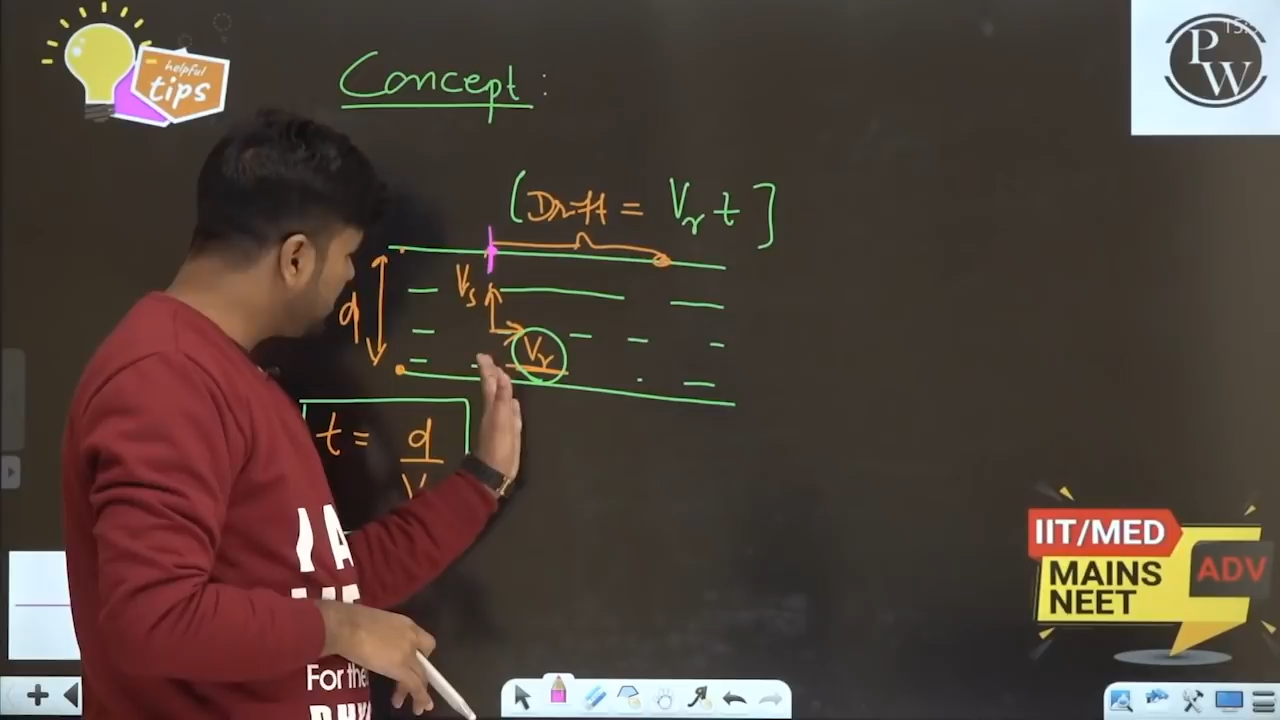 helpful
tips
Concept :
(Drift = Vr t ]
Vs
d
Vr
t = d
V
I A
For the
PW
IIT/MED
MAINS
NEET
ADV